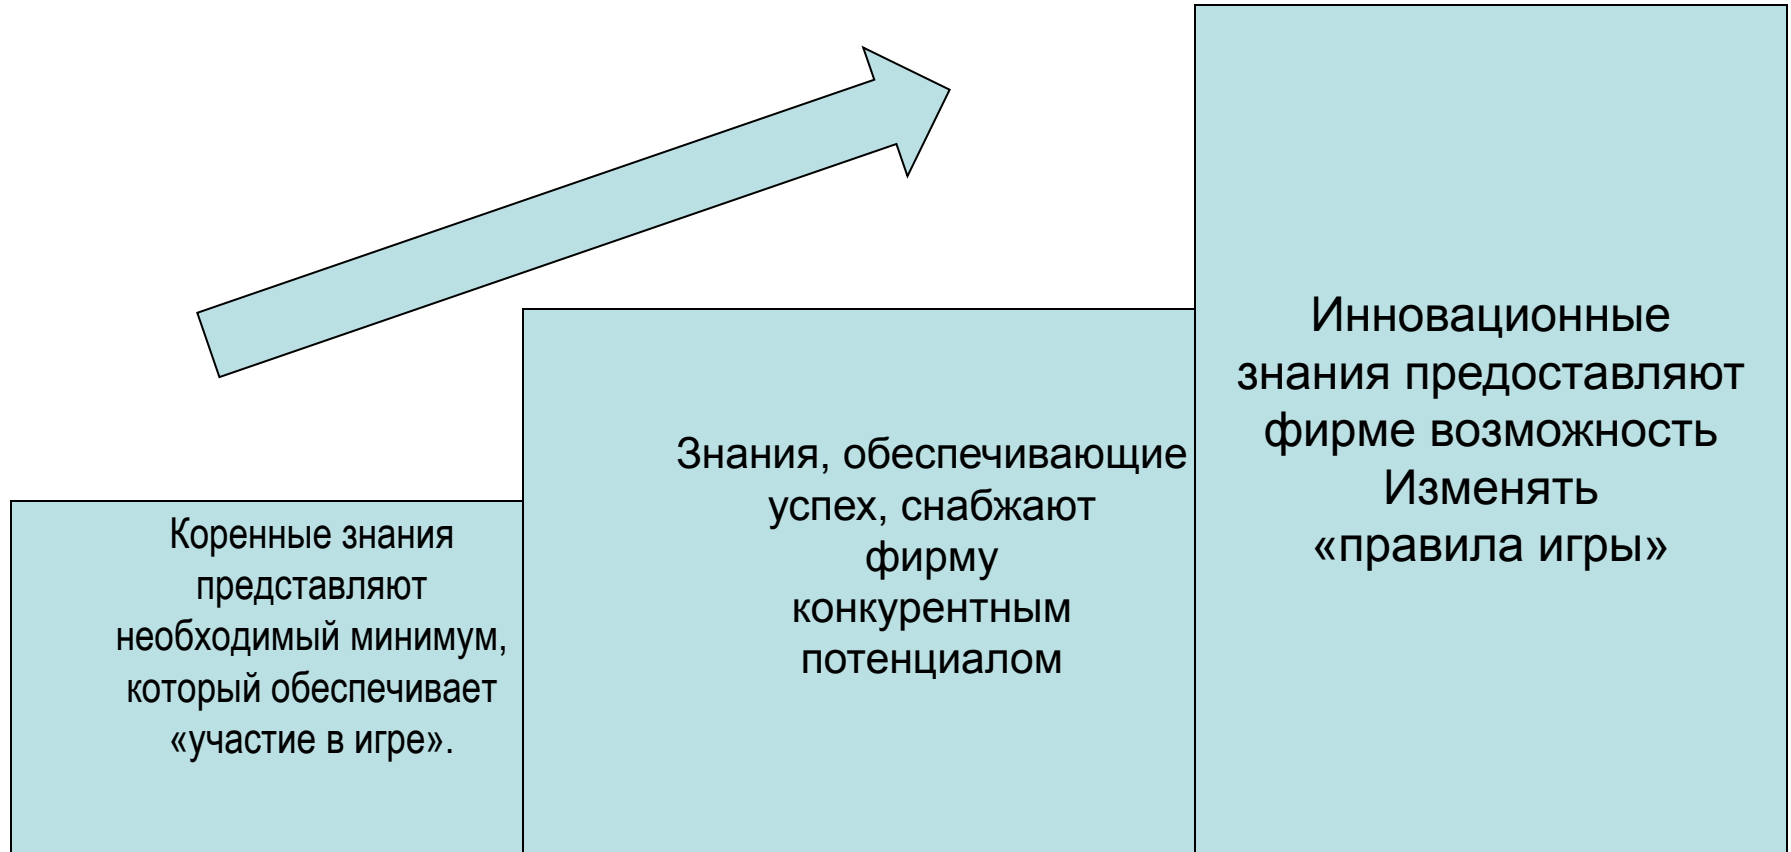 Коренные знания
представляют
необходимый минимум,
который обеспечивает
«участие в игре».
Знания, обеспечивающие
успех, снабжают
фирму
конкурентным
потенциалом
Инновационные
знания предоставляют
фирме возможность
Изменять
«правила игры»